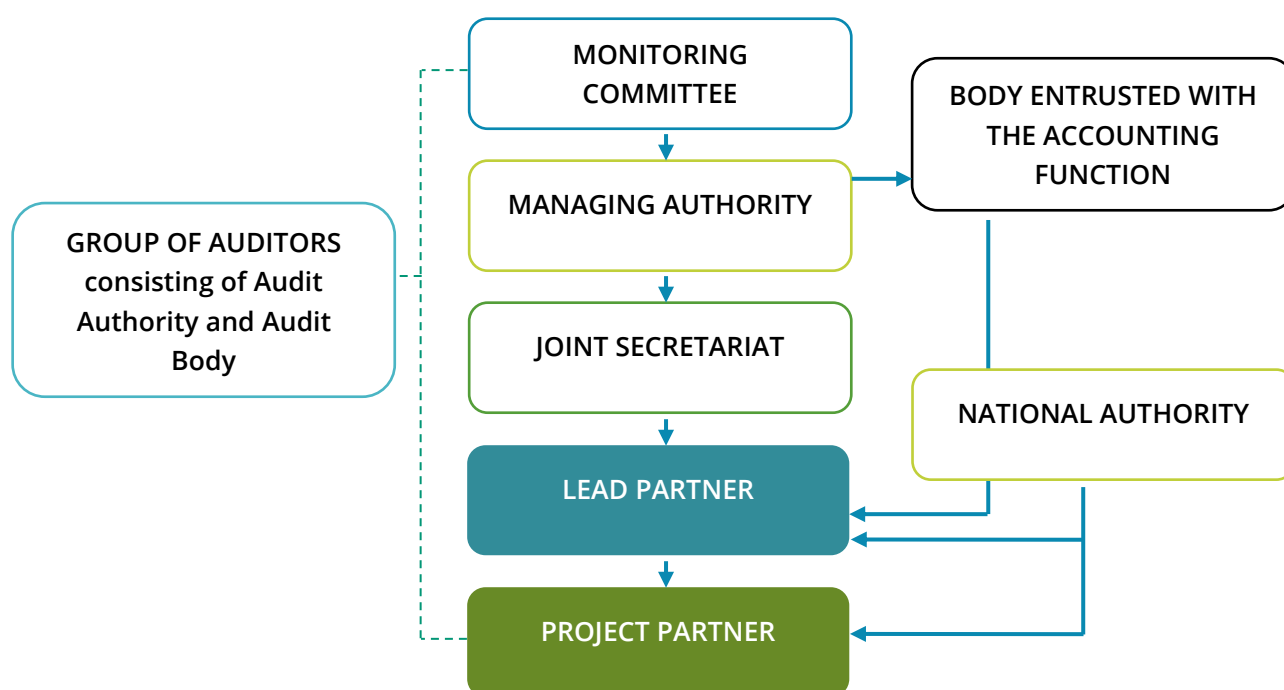 MONITORING
COMMITTEE
BODY ENTRUSTED WITH
THE ACCOUNTING
FUNCTION
MANAGING AUTHORITY
GROUP OF AUDITORS
consisting of Audit
Authority and Audit
Body
JOINT SECRETARIAT
NATIONAL AUTHORITY
LEAD PARTNER
PROJECT PARTNER